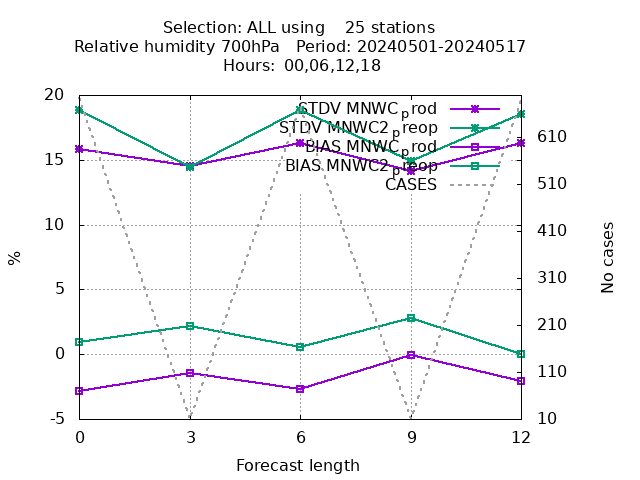 Selection: ALL using    25 stations
Relative humidity 700hPa   Period: 20240501-20240517
Hours: 00,06,12,18
STDV MNWC_prod
STDV MNWC2_preop
BIAS MNWC_prod
BIAS MNWC2_preop
CASES
20
15
10
5
0
-5
%
610
510
410
310
210
110
10
No cases
0 3 6 9 12
Forecast length